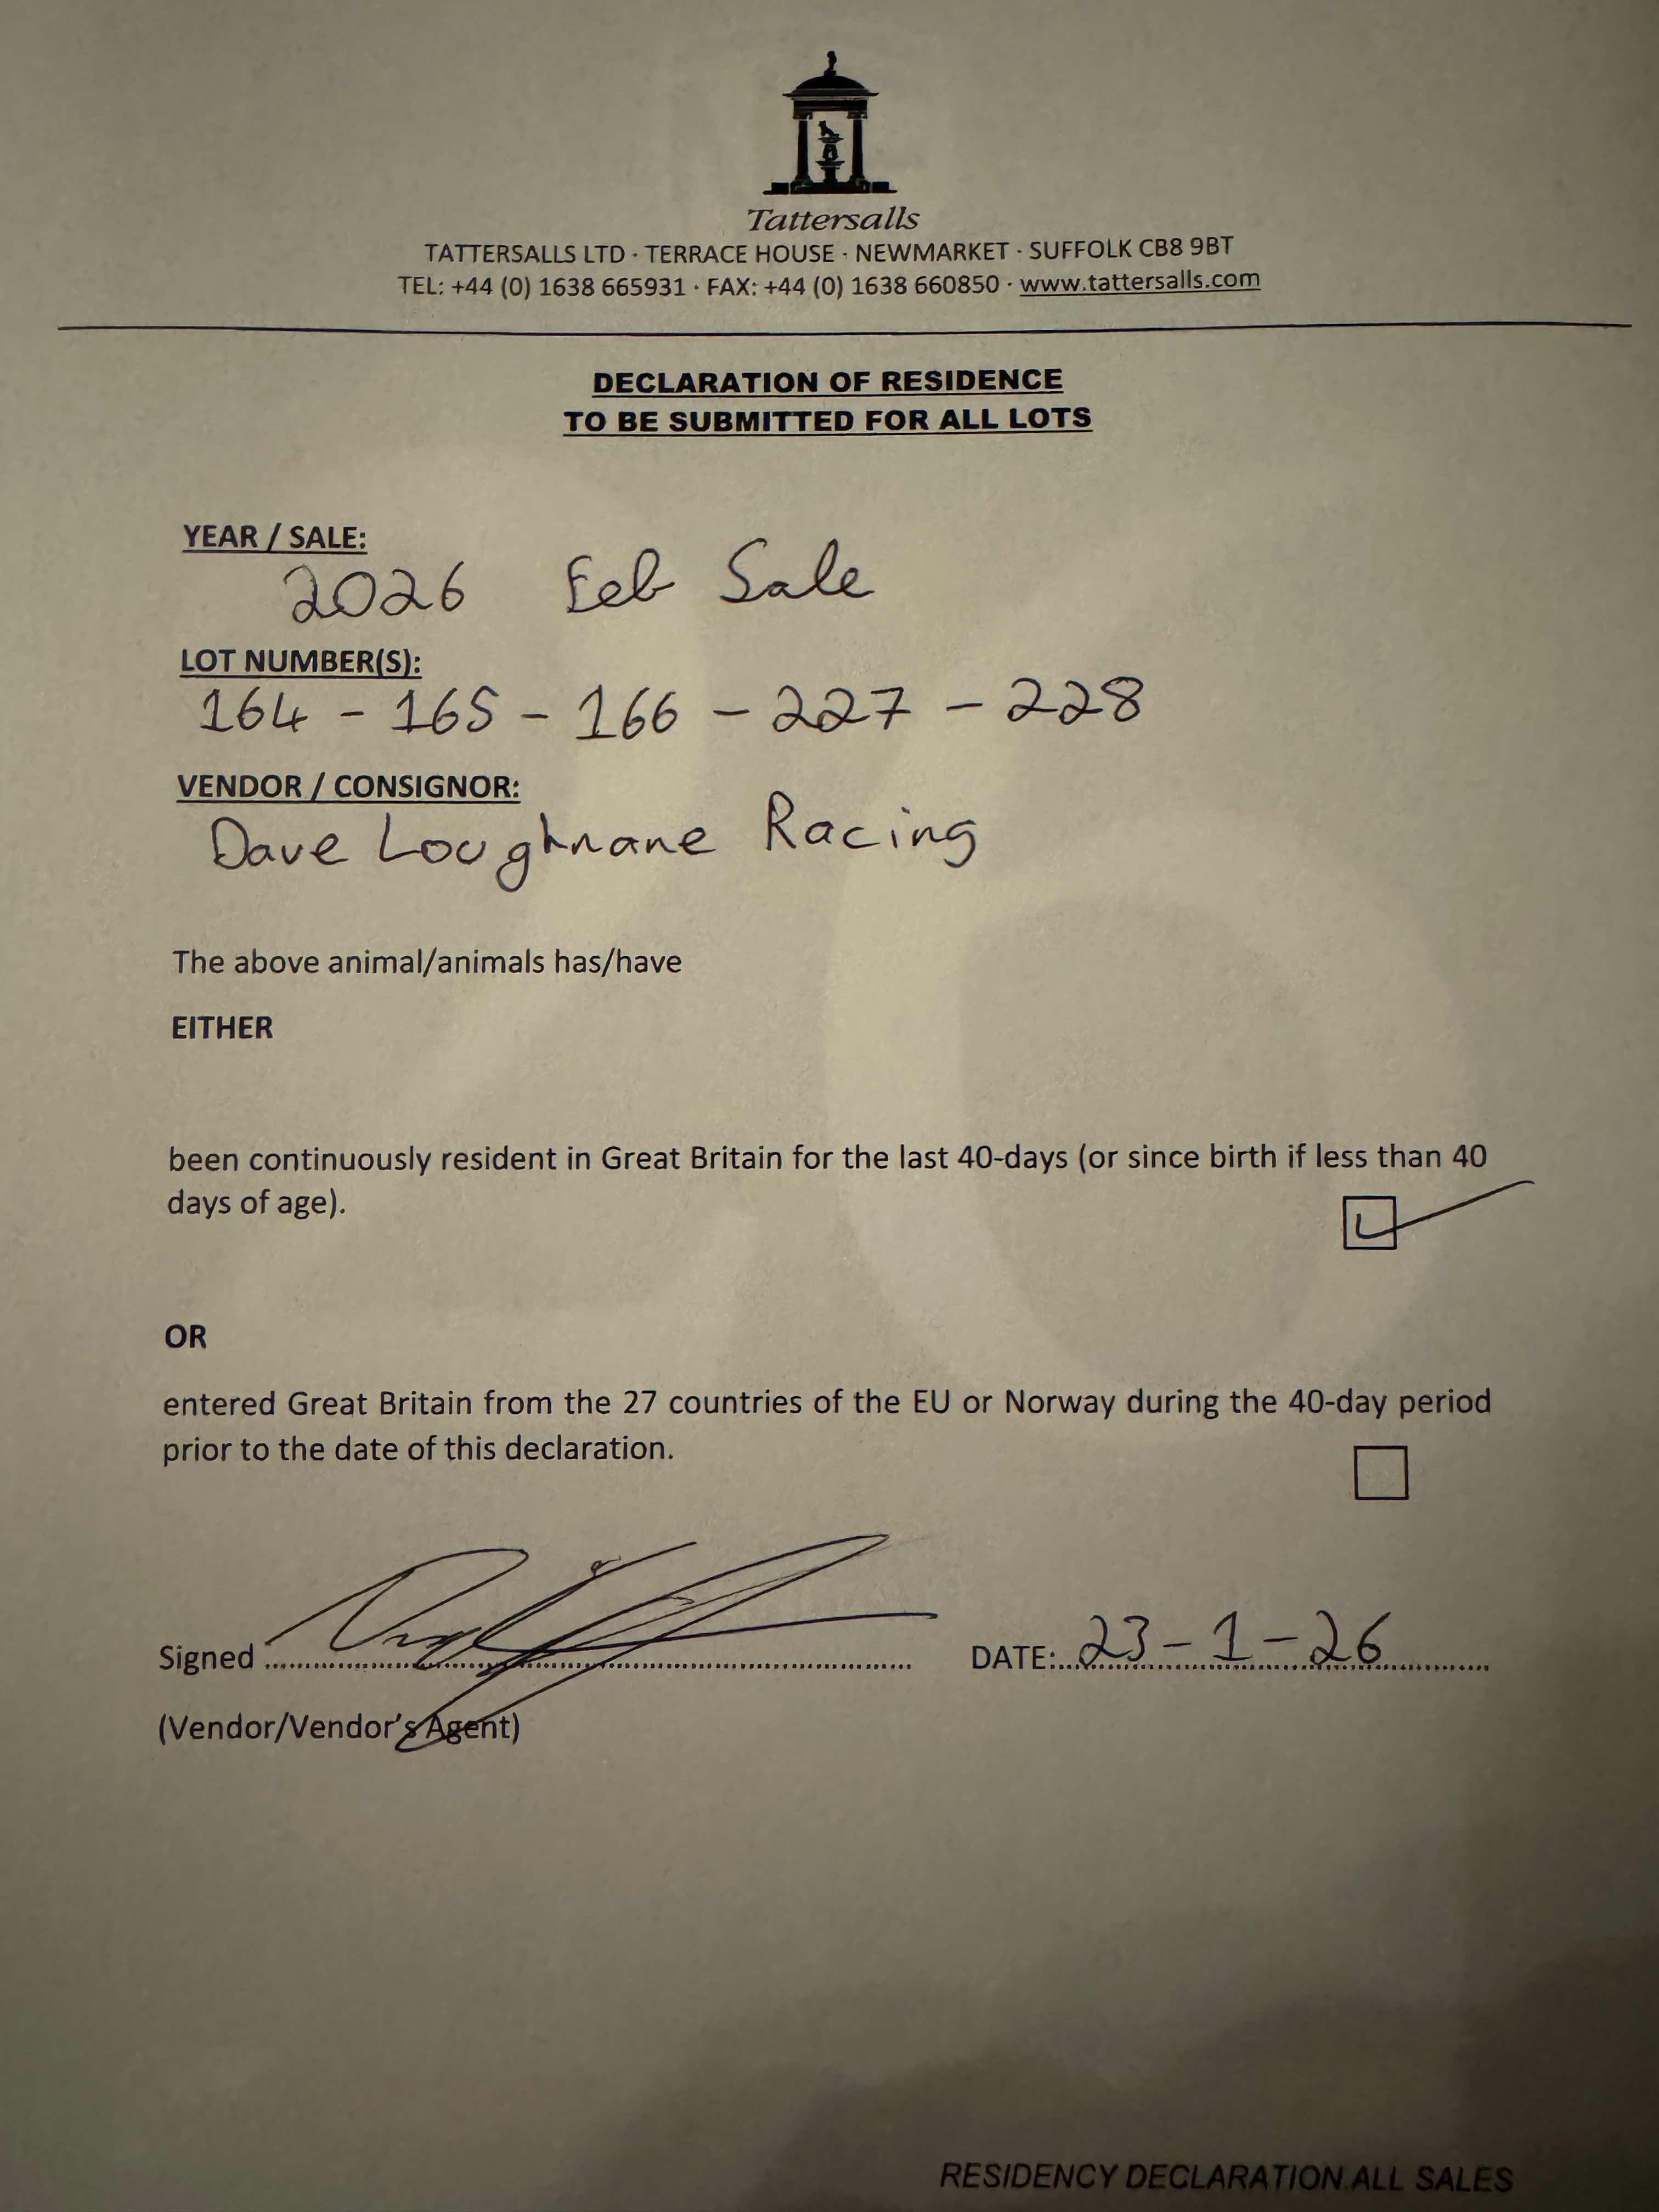 Tattersalls
TATTERSALLS LTD · TERRACE HOUSE · NEWMARKET · SUFFOLK CB8 9BT
TEL: +44 (0) 1638 665931 · FAX: +44 (0) 1638 660850 · www.tattersalls.com
DECLARATION OF RESIDENCE
TO BE SUBMITTED FOR ALL LOTS
YEAR / SALE:
2026 Feb Sale
LOT NUMBER(S):
164 - 165 - 166 - 227 - 228
VENDOR / CONSIGNOR:
Dave Loughnane Racing
The above animal/animals has/have
EITHER
been continuously resident in Great Britain for the last 40-days (or since birth if less than 40
days of age).
OR
entered Great Britain from the 27 countries of the EU or Norway during the 40-day period
prior to the date of this declaration.
Signed DATE: 23-1-26
(Vendor/Vendor's Agent)
RESIDENCY DECLARATION.ALL SALES